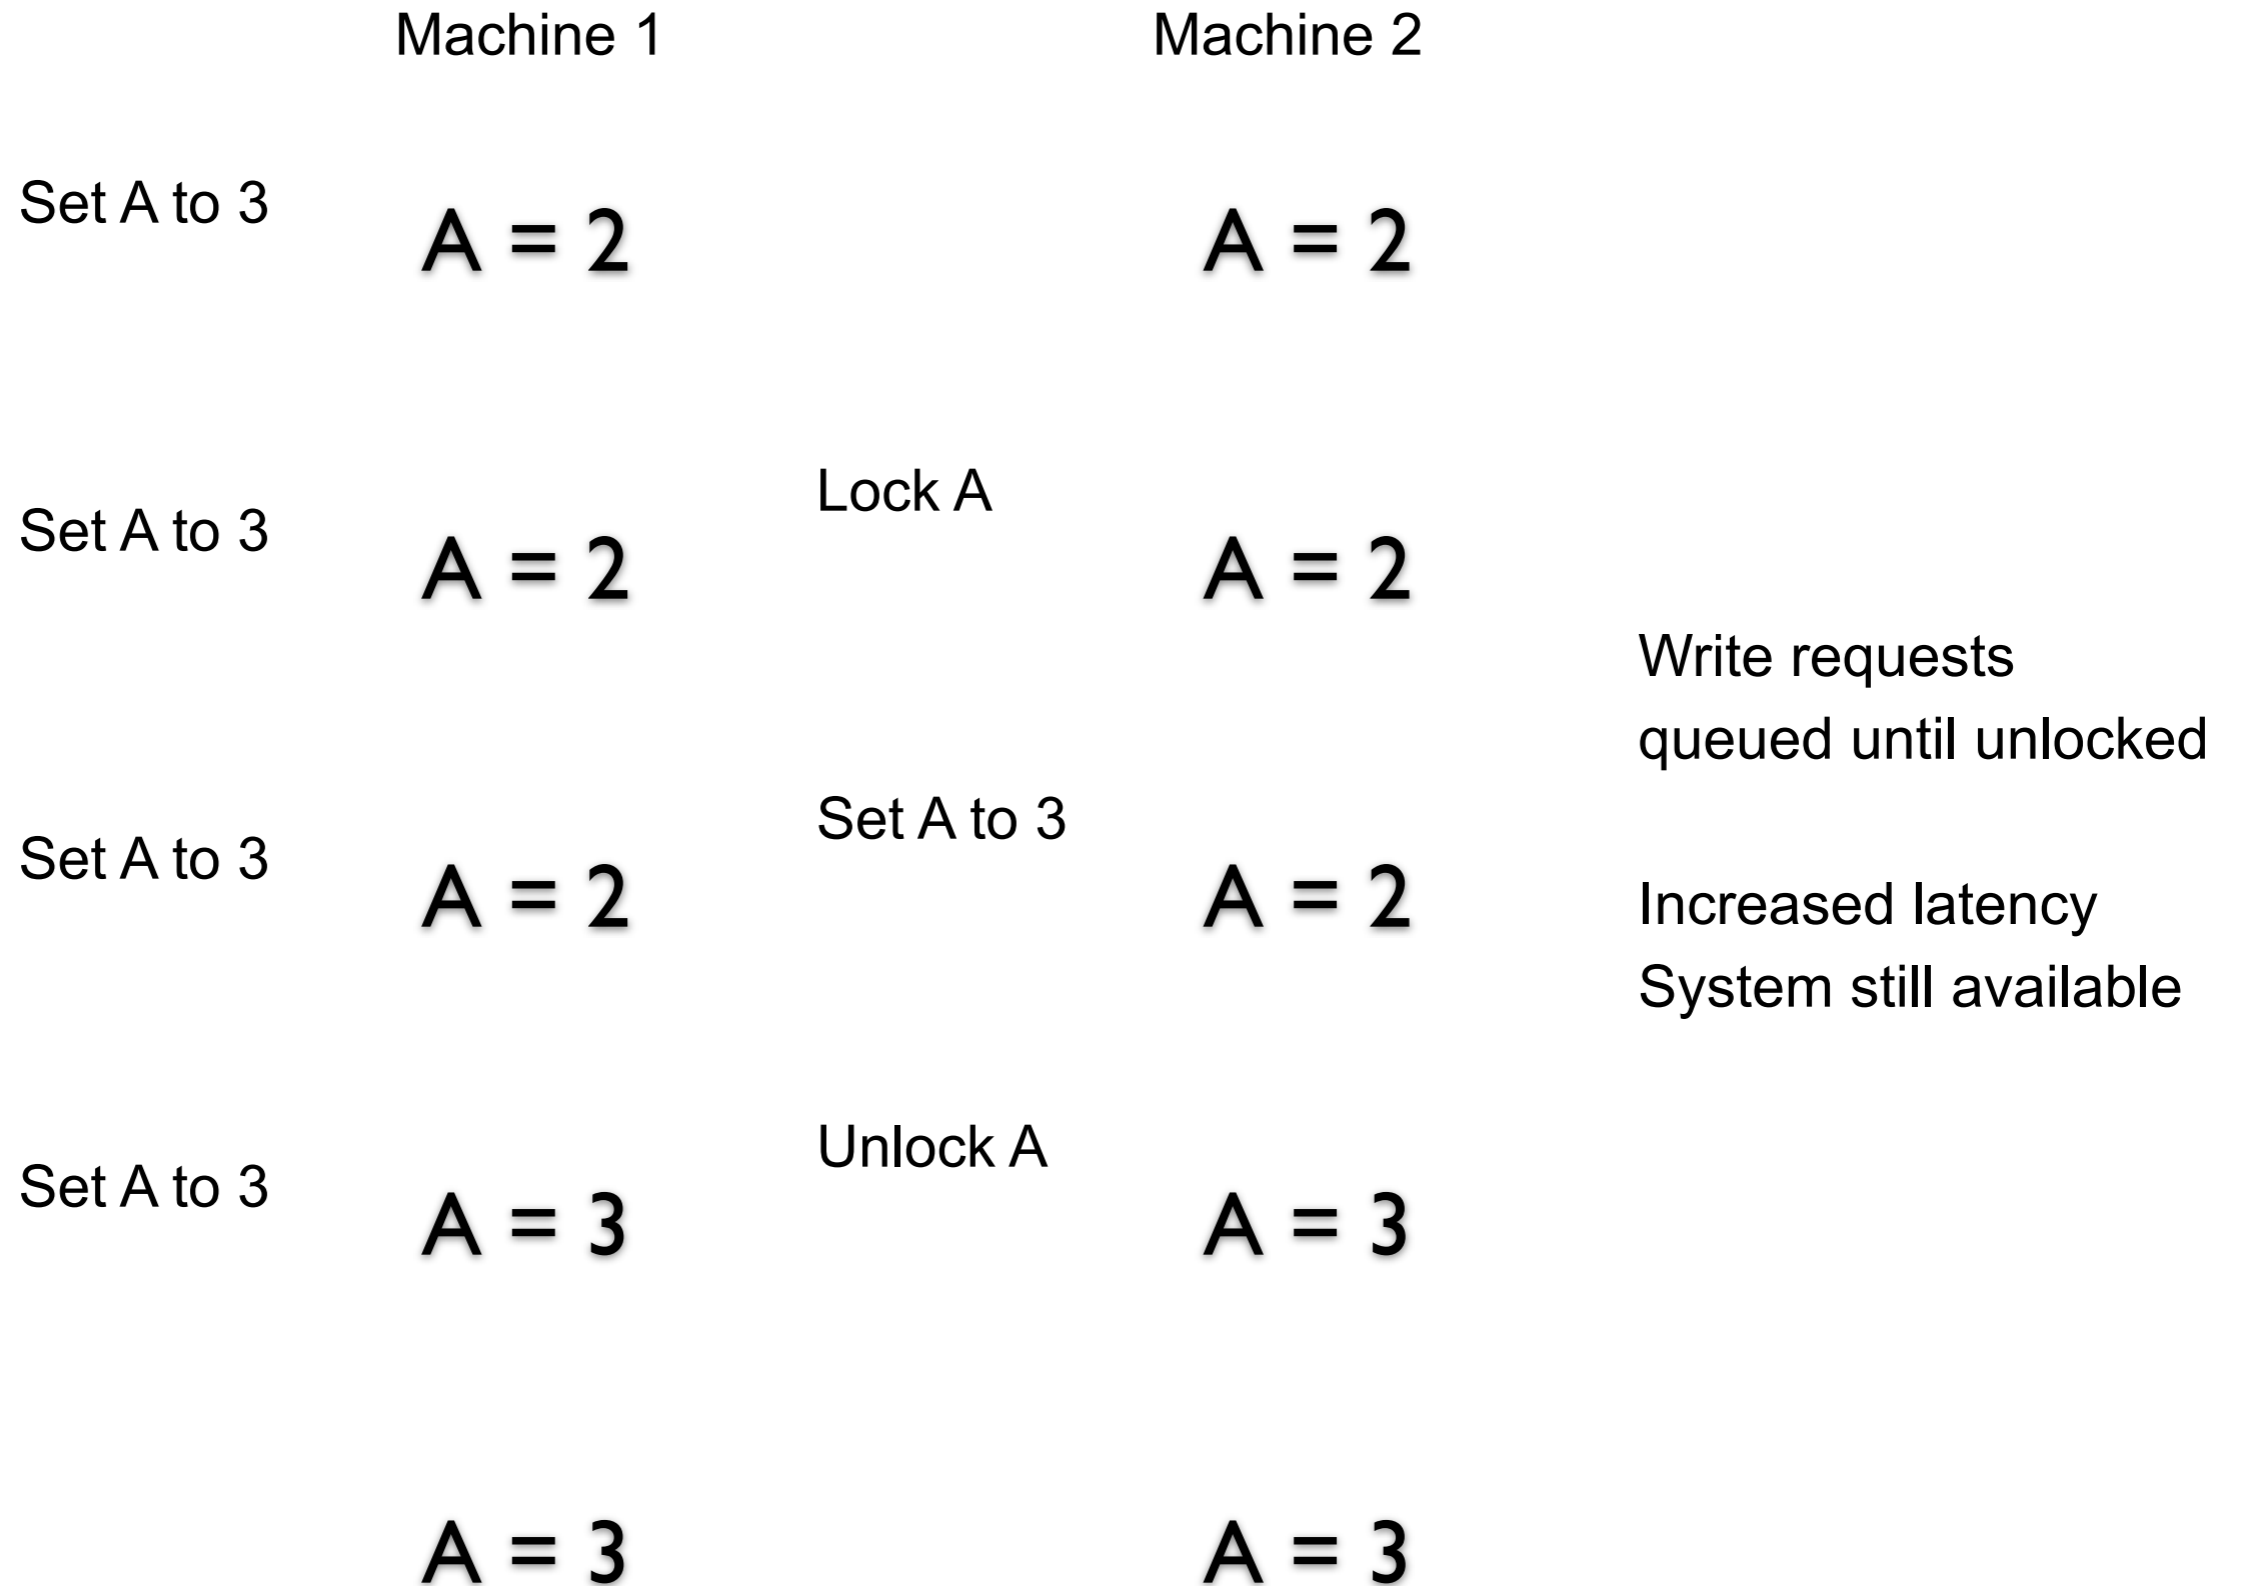 Machine 1
Machine 2
Set A to 3
A = 2
A = 2
Lock A
Set A to 3
A = 2
A = 2
Write requests
queued until unlocked
Set A to 3
Set A to 3
A = 2
A = 2
Increased latency
System still available
Unlock A
Set A to 3
A = 3
A = 3
A = 3
A = 3